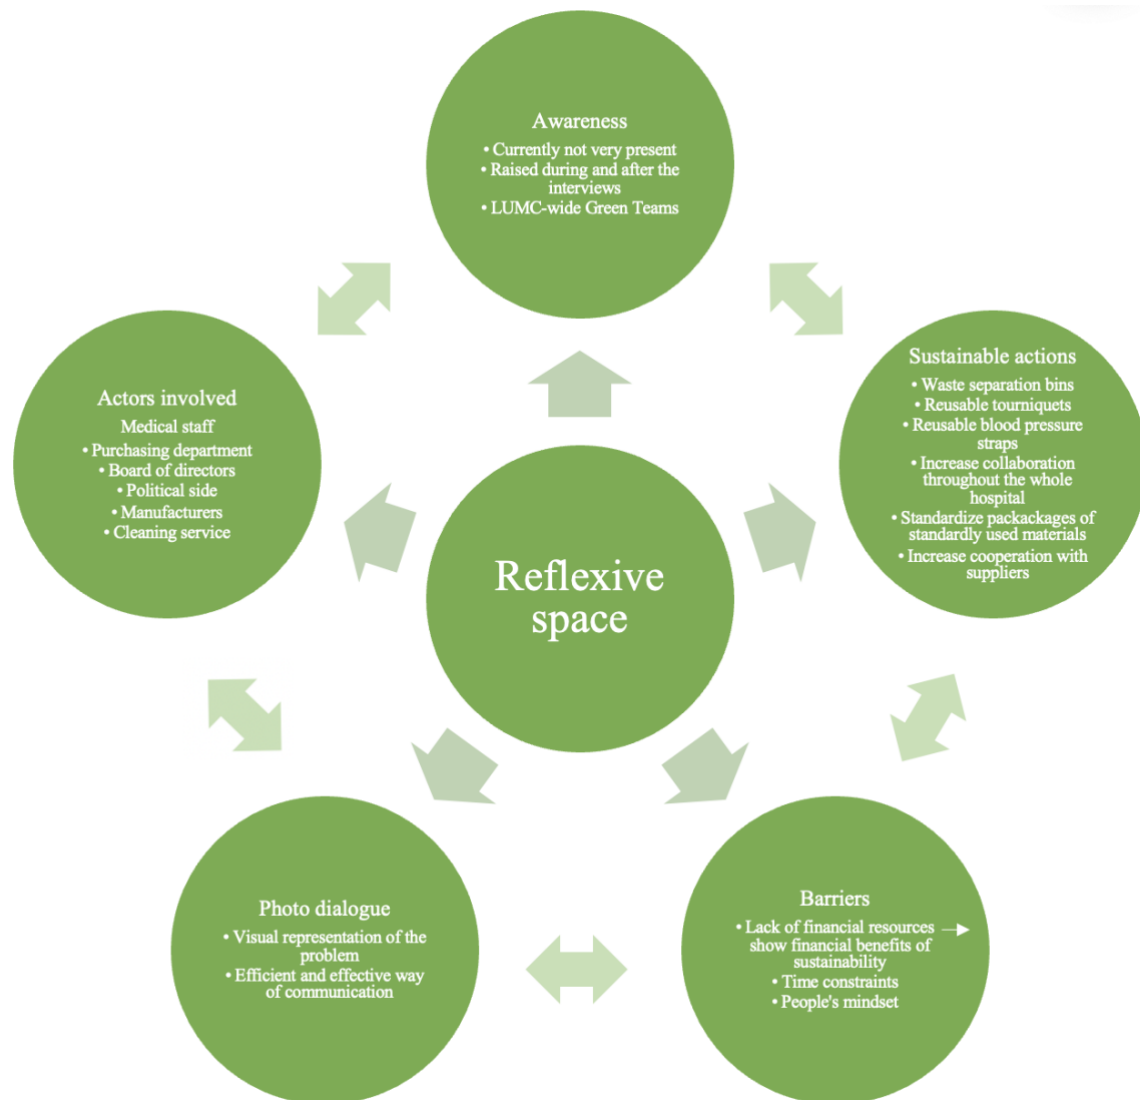 Awareness
• Currently not very present
• Raised during and after the
interviews
• LUMC-wide Green Teams
Sustainable actions
• Waste separation bins
• Reusable tourniquets
• Reusable blood pressure
straps
• Increase collaboration
throughout the whole
hospital
• Standardize packackages of
standardly used materials
• Increase cooperation with
suppliers
Barriers
• Lack of financial resources →
show financial benefits of
sustainability
• Time constraints
• People's mindset
Photo dialogue
• Visual representation of the
problem
• Efficient and effective way
of communication
Actors involved
Medical staff
• Purchasing department
• Board of directors
• Political side
• Manufacturers
• Cleaning service
Reflexive
space